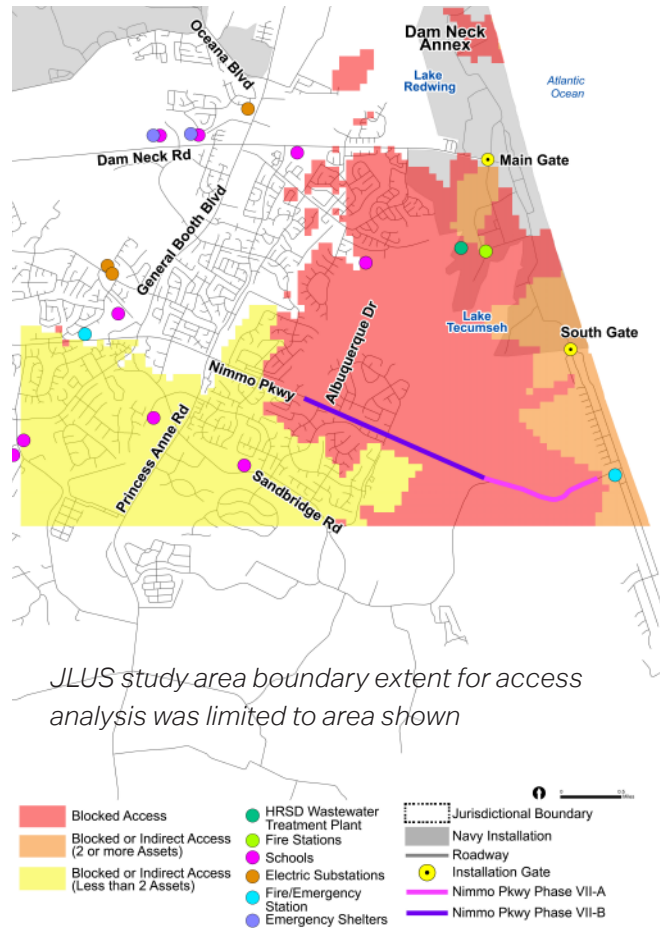 Oceana Blvd
Dam Neck
Annex
Lake
Redwing
Atlantic
Ocean
Dam Neck Rd
Main Gate
General Booth Blvd
Lake
Tecumseh
South Gate
Albuquerque Dr
Nimmo Pkwy
Princess Anne Rd
Sandbridge Rd
JLUS study area boundary extent for access
analysis was limited to area shown
0 0.5
Miles
Blocked Access
Blocked or Indirect Access
(2 or more Assets)
Blocked or Indirect Access
(Less than 2 Assets)
HRSD Wastewater
Treatment Plant
Fire Stations
Schools
Electric Substations
Fire/Emergency
Station
Emergency Shelters
Jurisdictional Boundary
Navy Installation
Roadway
Installation Gate
Nimmo Pkwy Phase VII-A
Nimmo Pkwy Phase VII-B